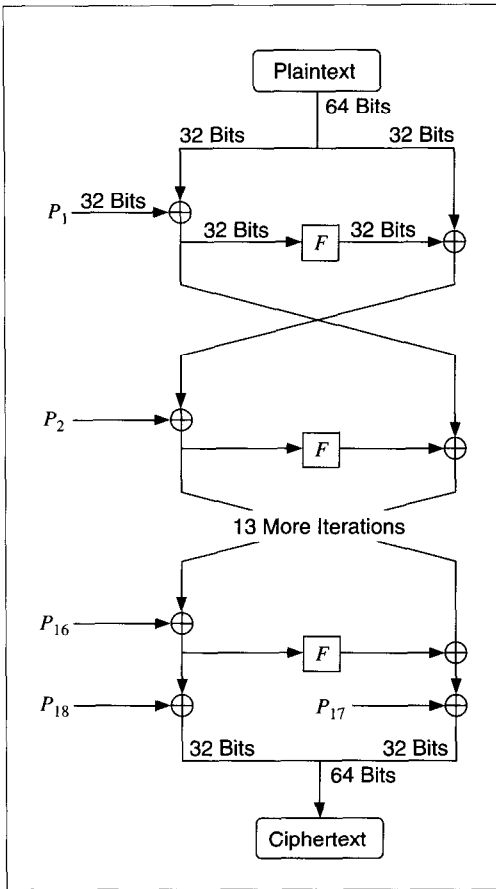 Plaintext
64 Bits
32 Bits 32 Bits
P1 32 Bits
32 Bits F 32 Bits
P2
F
13 More Iterations
P16
F
P18 P17
32 Bits 32 Bits
64 Bits
Ciphertext